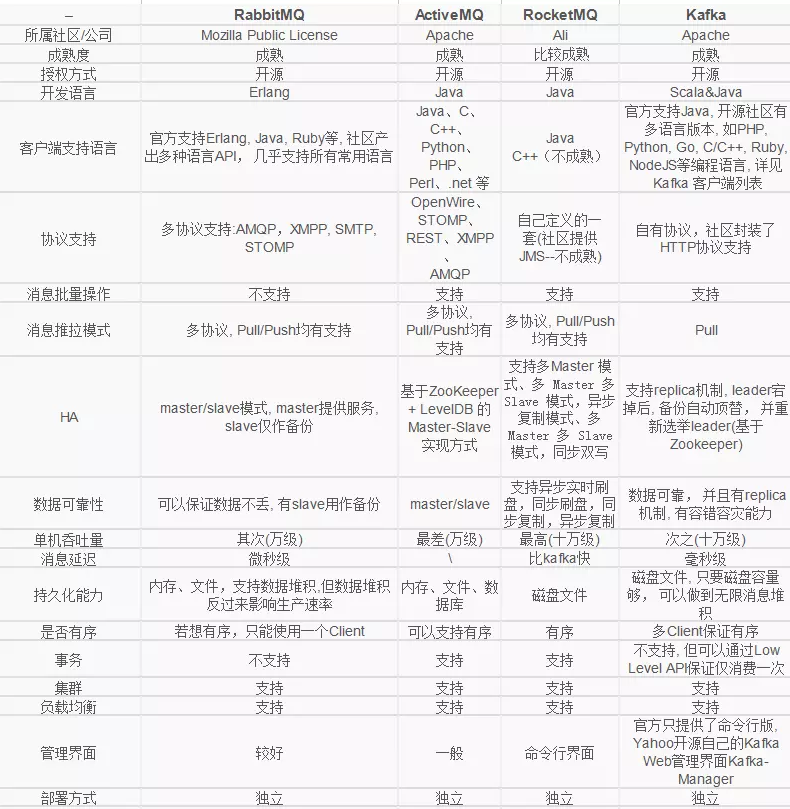 – RabbitMQ ActiveMQ RocketMQ Kafka
所属社区/公司 Mozilla Public License Apache Ali Apache
成熟度 成熟 成熟 比较成熟 成熟
授权方式 开源 开源 开源 开源
开发语言 Erlang Java Java Scala&Java
客户端支持语言
官方支持Erlang, Java, Ruby等, 社区产
出多种语言API， 几乎支持所有常用语言
Java、C、
C++、
Python、
PHP、
Perl、.net 等
Java
C++（不成熟）
官方支持Java, 开源社区有
多语言版本, 如PHP,
Python, Go, C/C++, Ruby,
NodeJS等编程语言, 详见
Kafka 客户端列表
协议支持
多协议支持:AMQP，XMPP, SMTP,
STOMP
OpenWire、
STOMP、
REST、XMPP
、
AMQP
自己定义的一
套(社区提供
JMS--不成熟)
自有协议，社区封装了
HTTP协议支持
消息批量操作 不支持 支持 支持 支持
消息推拉模式
多协议, Pull/Push均有支持
多协议,
Pull/Push均有
支持
多协议, Pull/Push
均有支持
Pull
HA
master/slave模式, master提供服务,
slave仅作备份
基于ZooKeeper
+ LevelDB 的
Master-Slave
实现方式
支持多Master 模
式、多 Master 多
Slave 模式，异步
复制模式、多
Master 多 Slave
模式，同步双写
支持replica机制, leader宕
掉后, 备份自动顶替， 并重
新选举leader(基于
Zookeeper)
数据可靠性
可以保证数据不丢, 有slave用作备份
master/slave
支持异步实时刷
盘，同步刷盘，同
步复制，异步复制
数据可靠， 并且有replica
机制, 有容错容灾能力
单机吞吐量 其次(万级) 最差(万级) 最高(十万级) 次之(十万级)
消息延迟 微秒级 \ 比kafka快 毫秒级
持久化能力
内存、文件，支持数据堆积,但数据堆积
反过来影响生产速率
内存、文件、数
据库
磁盘文件
磁盘文件, 只要磁盘容量
够， 可以做到无限消息堆
积
是否有序 若想有序，只能使用一个Client 可以支持有序 有序 多Client保证有序
事务 不支持 支持 支持
不支持, 但可以通过Low
Level API保证仅消费一次
集群 支持 支持 支持 支持
负载均衡 支持 支持 支持 支持
管理界面 较好 一般 命令行界面
官方只提供了命令行版,
Yahoo开源自己的Kafka
Web管理界面Kafka-
Manager
部署方式 独立 独立 独立 独立